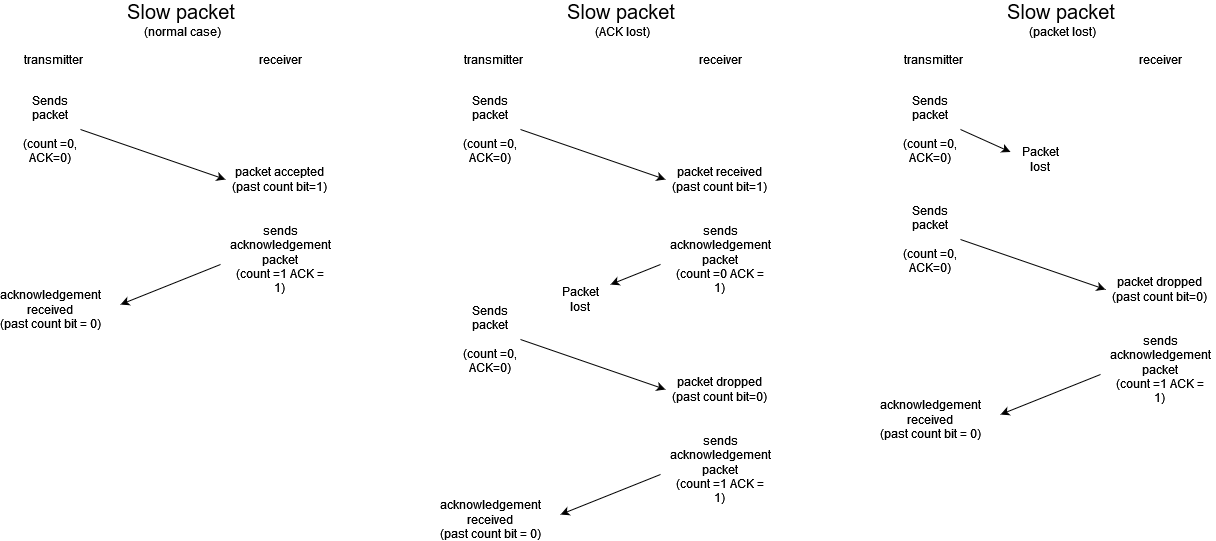 Slow packet
(normal case)
transmitter
receiver
Sends
packet
(count =0,
ACK=0)
packet accepted
(past count bit=1)
sends
acknowledgement
packet
(count =1 ACK =
1)
acknowledgement
received
(past count bit = 0)
Slow packet
(ACK lost)
transmitter
receiver
Sends
packet
(count =0,
ACK=0)
packet received
(past count bit=1)
sends
acknowledgement
packet
(count =0 ACK =
1)
Packet
lost
Sends
packet
(count =0,
ACK=0)
packet dropped
(past count bit=0)
sends
acknowledgement
packet
(count =1 ACK =
1)
acknowledgement
received
(past count bit = 0)
Slow packet
(packet lost)
transmitter
receiver
Sends
packet
(count =0,
ACK=0)
Packet
lost
Sends
packet
(count =0,
ACK=0)
packet dropped
(past count bit=0)
sends
acknowledgement
packet
(count =1 ACK =
1)
acknowledgement
received
(past count bit = 0)